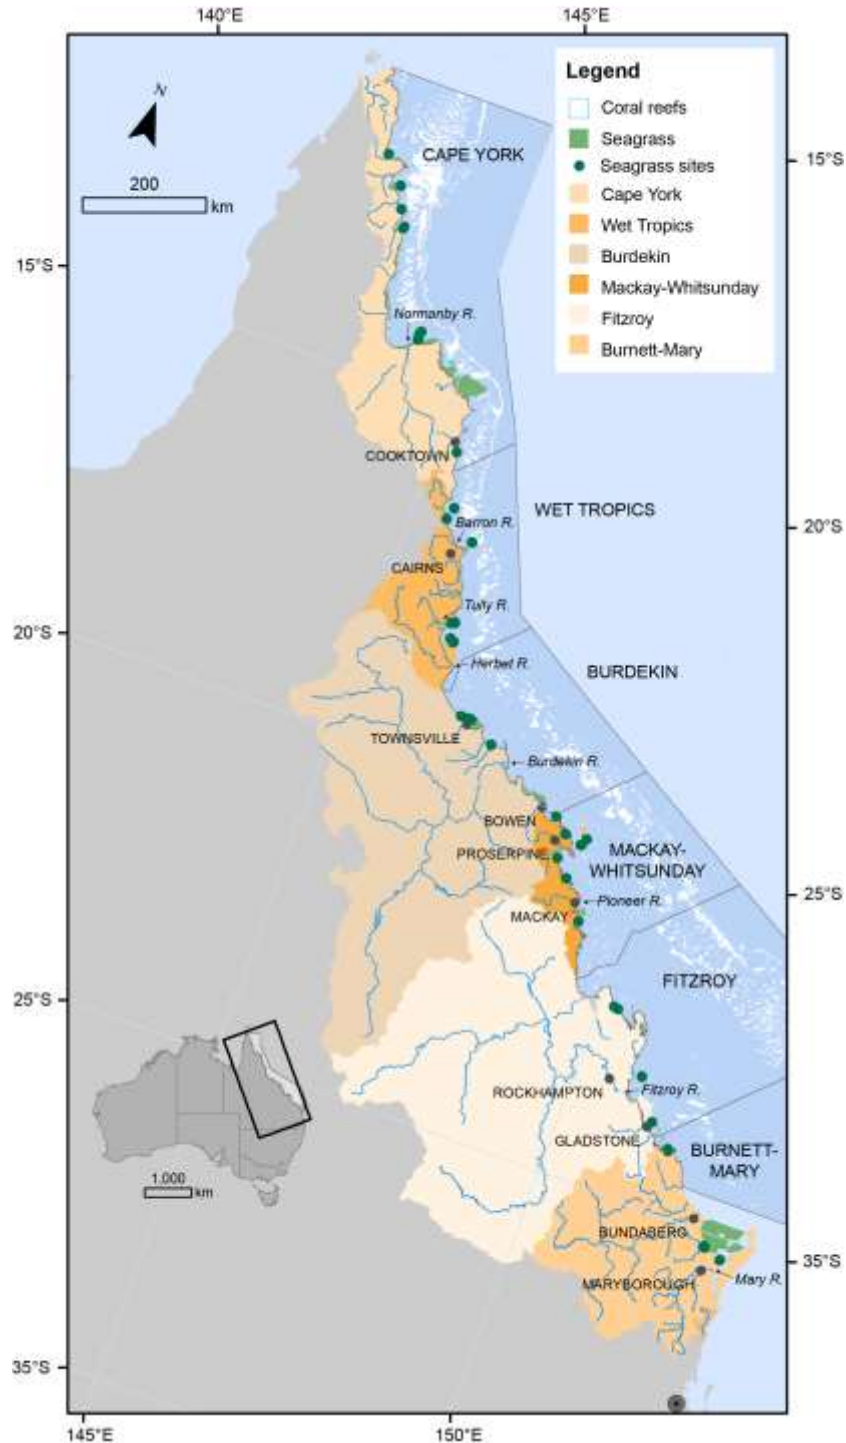 140°E
145°E
N
200
km
Legend
Coral reefs
Seagrass
Seagrass sites
Cape York
Wet Tropics
Burdekin
Mackay-Whitsunday
Fitzroy
Burnett-Mary
CAPE YORK
15°S
15°S
Normanby R.
COOKTOWN
WET TROPICS
Barron R.
20°S
CAIRNS
Tully R.
20°S
Herbet R.
BURDEKIN
TOWNSVILLE
Burdekin R.
BOWEN
PROSERPINE
MACKAY-
WHITSUNDAY
Pioneer R.
25°S
MACKAY
FITZROY
25°S
ROCKHAMPTON
Fitzroy R.
GLADSTONE
BURNETT-
MARY
1,000
km
BUNDABERG
35°S
MARYBOROUGH
Mary R.
35°S
145°E
150°E